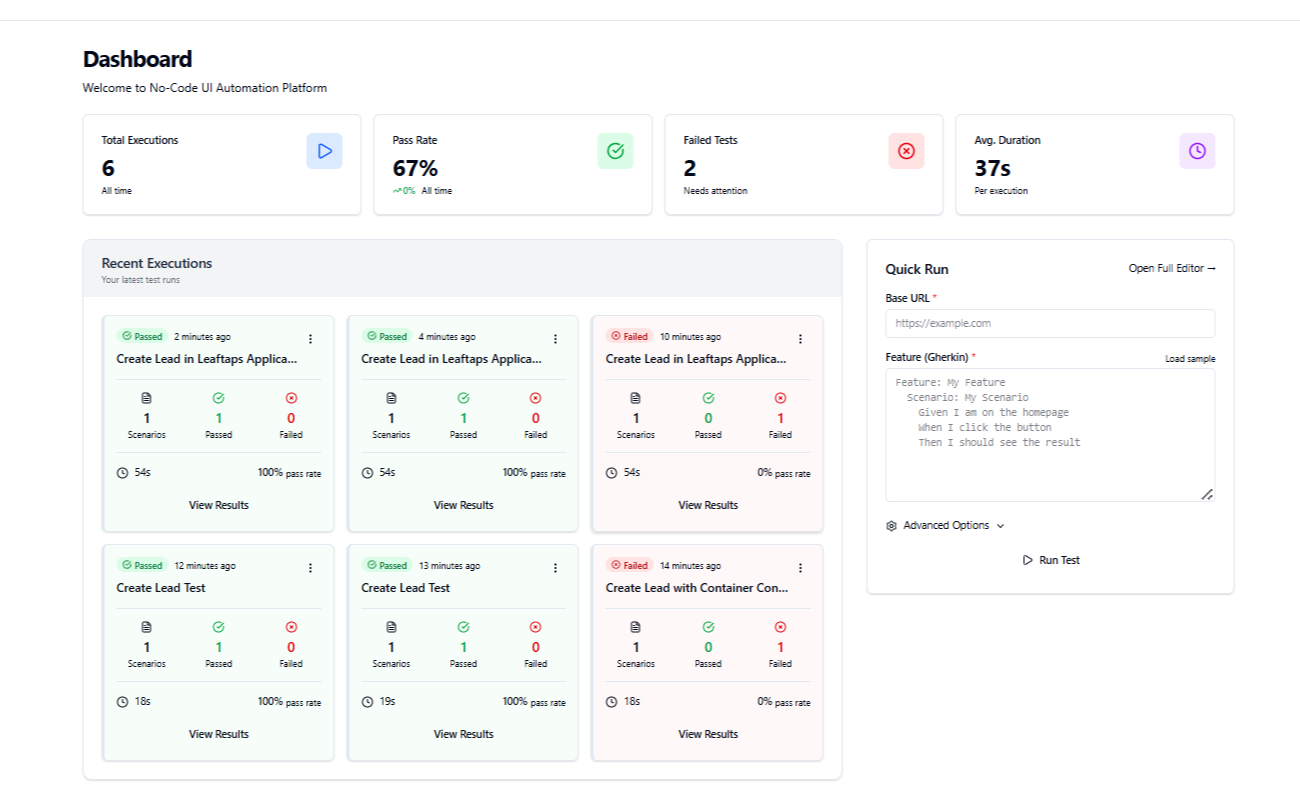 Dashboard
Welcome to No-Code UI Automation Platform
Total Executions
6
All time
Pass Rate
67%
0% All time
Failed Tests
2
Needs attention
Avg. Duration
37s
Per execution
Recent Executions
Your latest test runs
Passed 2 minutes ago
Create Lead in Leaftaps Applica...
1 1 0
Scenarios Passed Failed
54s 100% pass rate
View Results
Passed 4 minutes ago
Create Lead in Leaftaps Applica...
1 1 0
Scenarios Passed Failed
54s 100% pass rate
View Results
Failed 10 minutes ago
Create Lead in Leaftaps Applica...
1 0 1
Scenarios Passed Failed
54s 0% pass rate
View Results
Passed 12 minutes ago
Create Lead Test
1 1 0
Scenarios Passed Failed
18s 100% pass rate
View Results
Passed 13 minutes ago
Create Lead Test
1 1 0
Scenarios Passed Failed
19s 100% pass rate
View Results
Failed 14 minutes ago
Create Lead with Container Con...
1 0 1
Scenarios Passed Failed
18s 0% pass rate
View Results
Quick Run Open Full Editor →
Base URL *
https://example.com
Feature (Gherkin) * Load sample
Feature: My Feature
Scenario: My Scenario
Given I am on the homepage
When I click the button
Then I should see the result
Advanced Options
Run Test